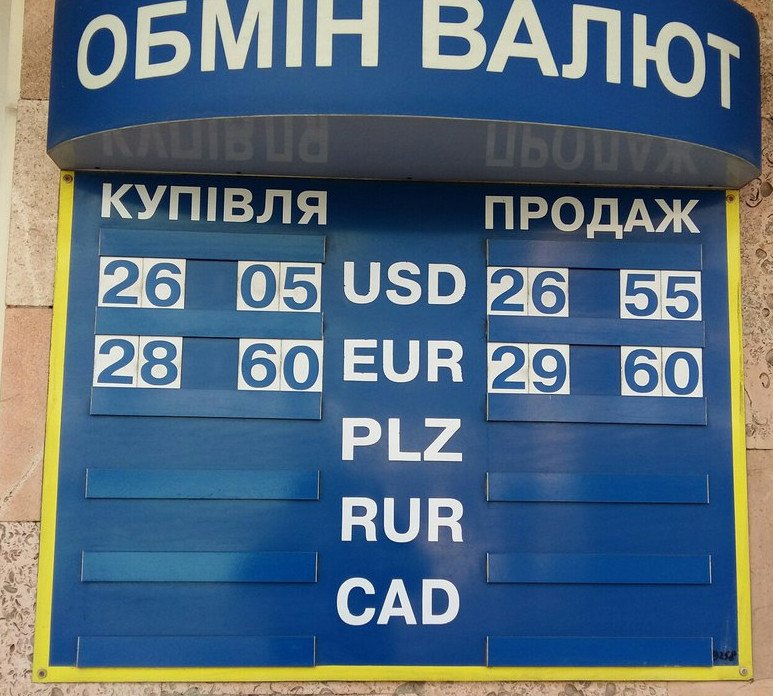 ОБМІН ВАЛЮТ
КУПІВЛЯ ПРОДАЖ
26 05 USD 26 55
28 60 EUR 29 60
PLZ
RUR
CAD